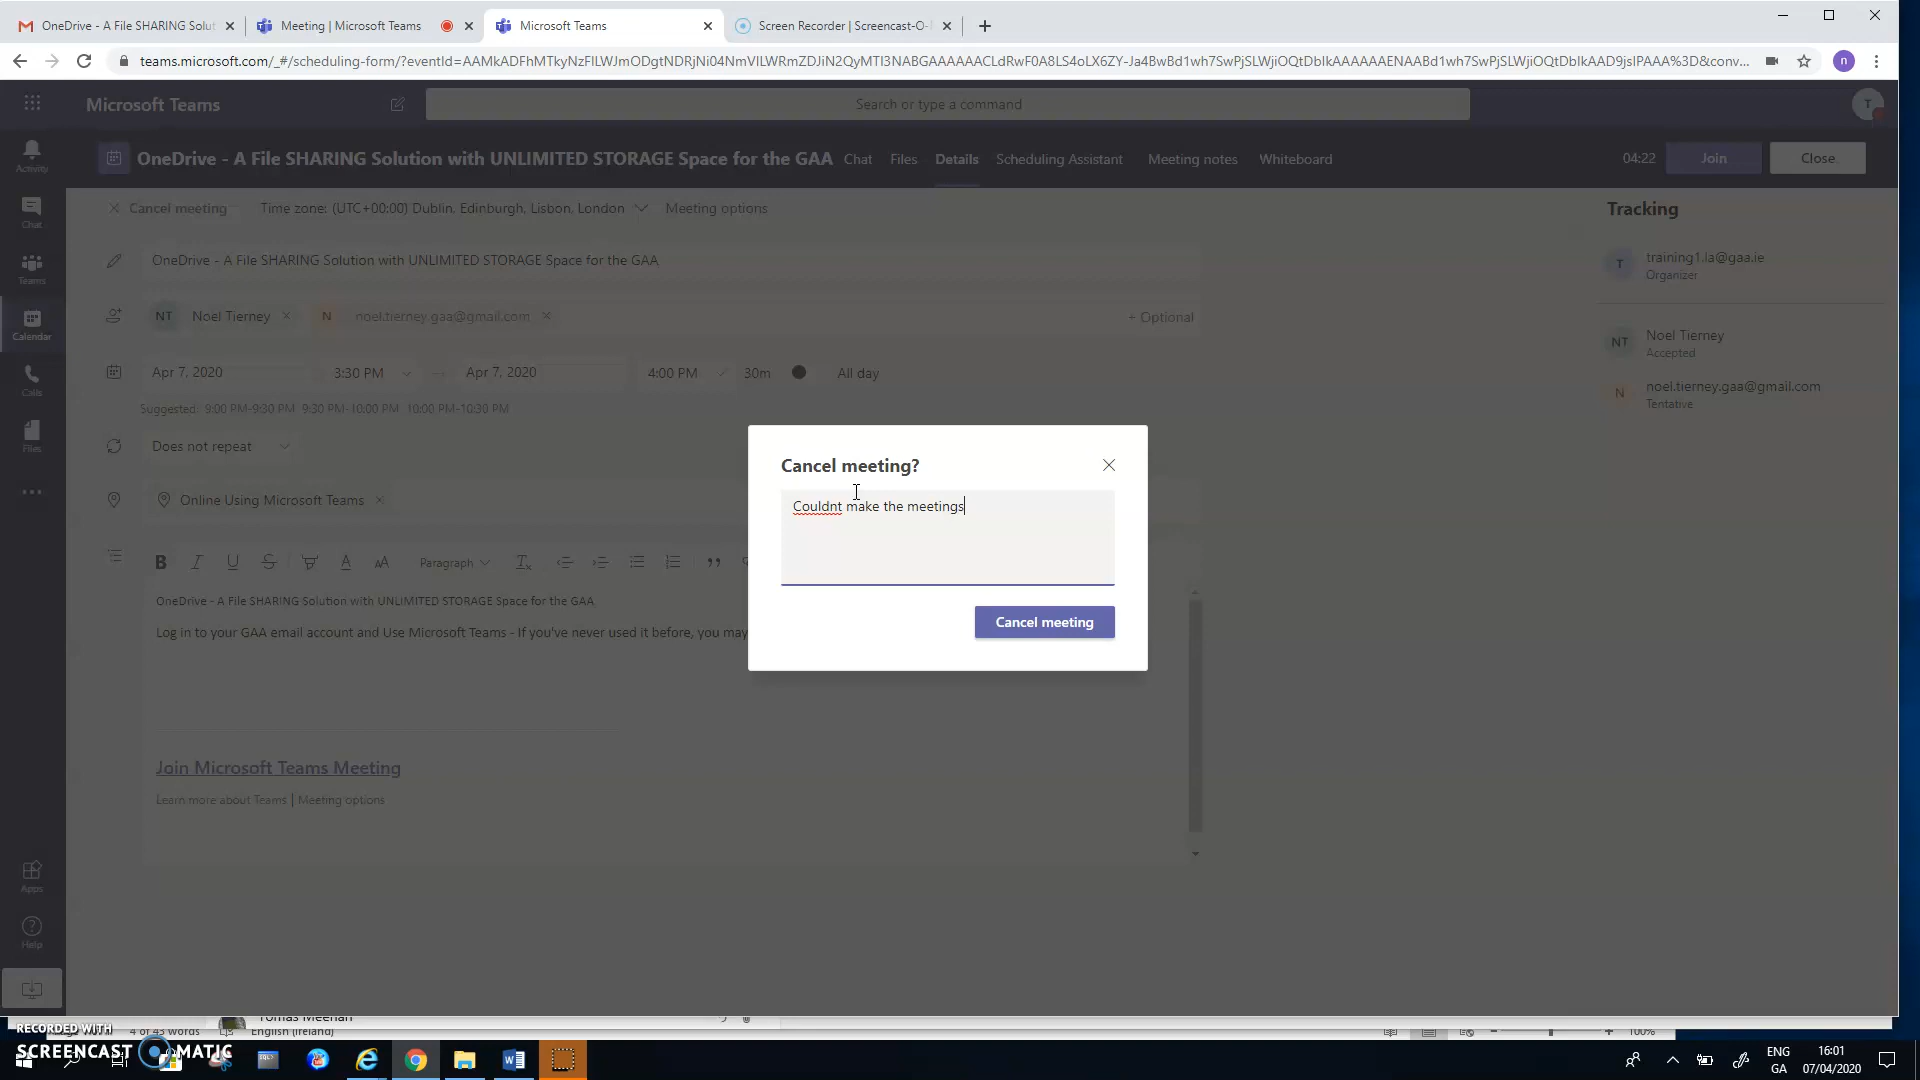 OneDrive - A File SHARING Solut
Meeting | Microsoft Teams
Microsoft Teams
Screen Recorder | Screencast-O-
teams.microsoft.com/_#/scheduling-form/?eventId=AAMkADFhMTkyNzFlLWJmODgtNDRjNi04NmVlLWRmZDJiN2QyMTI3NABGAAAAAACLdRwF0A8LS4oLX6ZY-Ja4BwBd1wh7SwPjSLWjiOQtDblkAAAAAAENAABd1wh7SwPjSLWjiOQtDblkAAD9jslPAAA%3D&conv...
n
Microsoft Teams
Search or type a command
T
Activity
Chat
Teams
Calendar
Calls
Files
Apps
Help
OneDrive - A File SHARING Solution with UNLIMITED STORAGE Space for the GAA
Chat Files Details Scheduling Assistant Meeting notes Whiteboard
04:22 Join Close
Cancel meeting Time zone: (UTC+00:00) Dublin, Edinburgh, Lisbon, London Meeting options
OneDrive - A File SHARING Solution with UNLIMITED STORAGE Space for the GAA
NT Noel Tierney N noel.tierney.gaa@gmail.com + Optional
Apr 7, 2020 3:30 PM Apr 7, 2020 4:00 PM 30m All day
Suggested: 9:00 PM-9:30 PM 9:30 PM-10:00 PM 10:00 PM-10:30 PM
Does not repeat
Online Using Microsoft Teams
B I U S A AA Paragraph
OneDrive - A File SHARING Solution with UNLIMITED STORAGE Space for the GAA
Log in to your GAA email account and Use Microsoft Teams - If you've never used it before, you may
Join Microsoft Teams Meeting
Learn more about Teams | Meeting options
Tracking
T training1.la@gaa.ie
Organizer
NT Noel Tierney
Accepted
N noel.tierney.gaa@gmail.com
Tentative
Cancel meeting?
Couldnt make the meetings
Cancel meeting
Tomas Meenan
4 of 43 words English (Ireland) 100%
RECORDED WITH
SCREENCAST MATIC
ENG
GA
16:01
07/04/2020